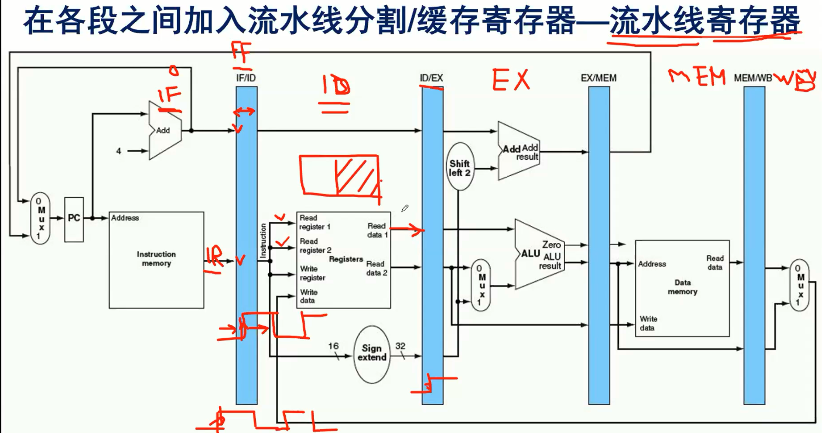 在各段之间加入流水线分割/缓存寄存器—流水线寄存器
FF
IF
IF/ID
ID
ID/EX
EX
EX/MEM
MEM
MEM/WB
WB
Add
4
0
M
u
x
1
PC
Address
Instruction
memory
IR
Instruction
Read
register 1
Read
register 2
Write
register
Write
data
Registers
Read
data 1
Read
data 2
16
Sign
extend
32
Shift
left 2
Add Add
result
0
M
u
x
1
ALU
Zero
ALU
result
Address
Write
data
Data
memory
Read
data
0
M
u
x
1